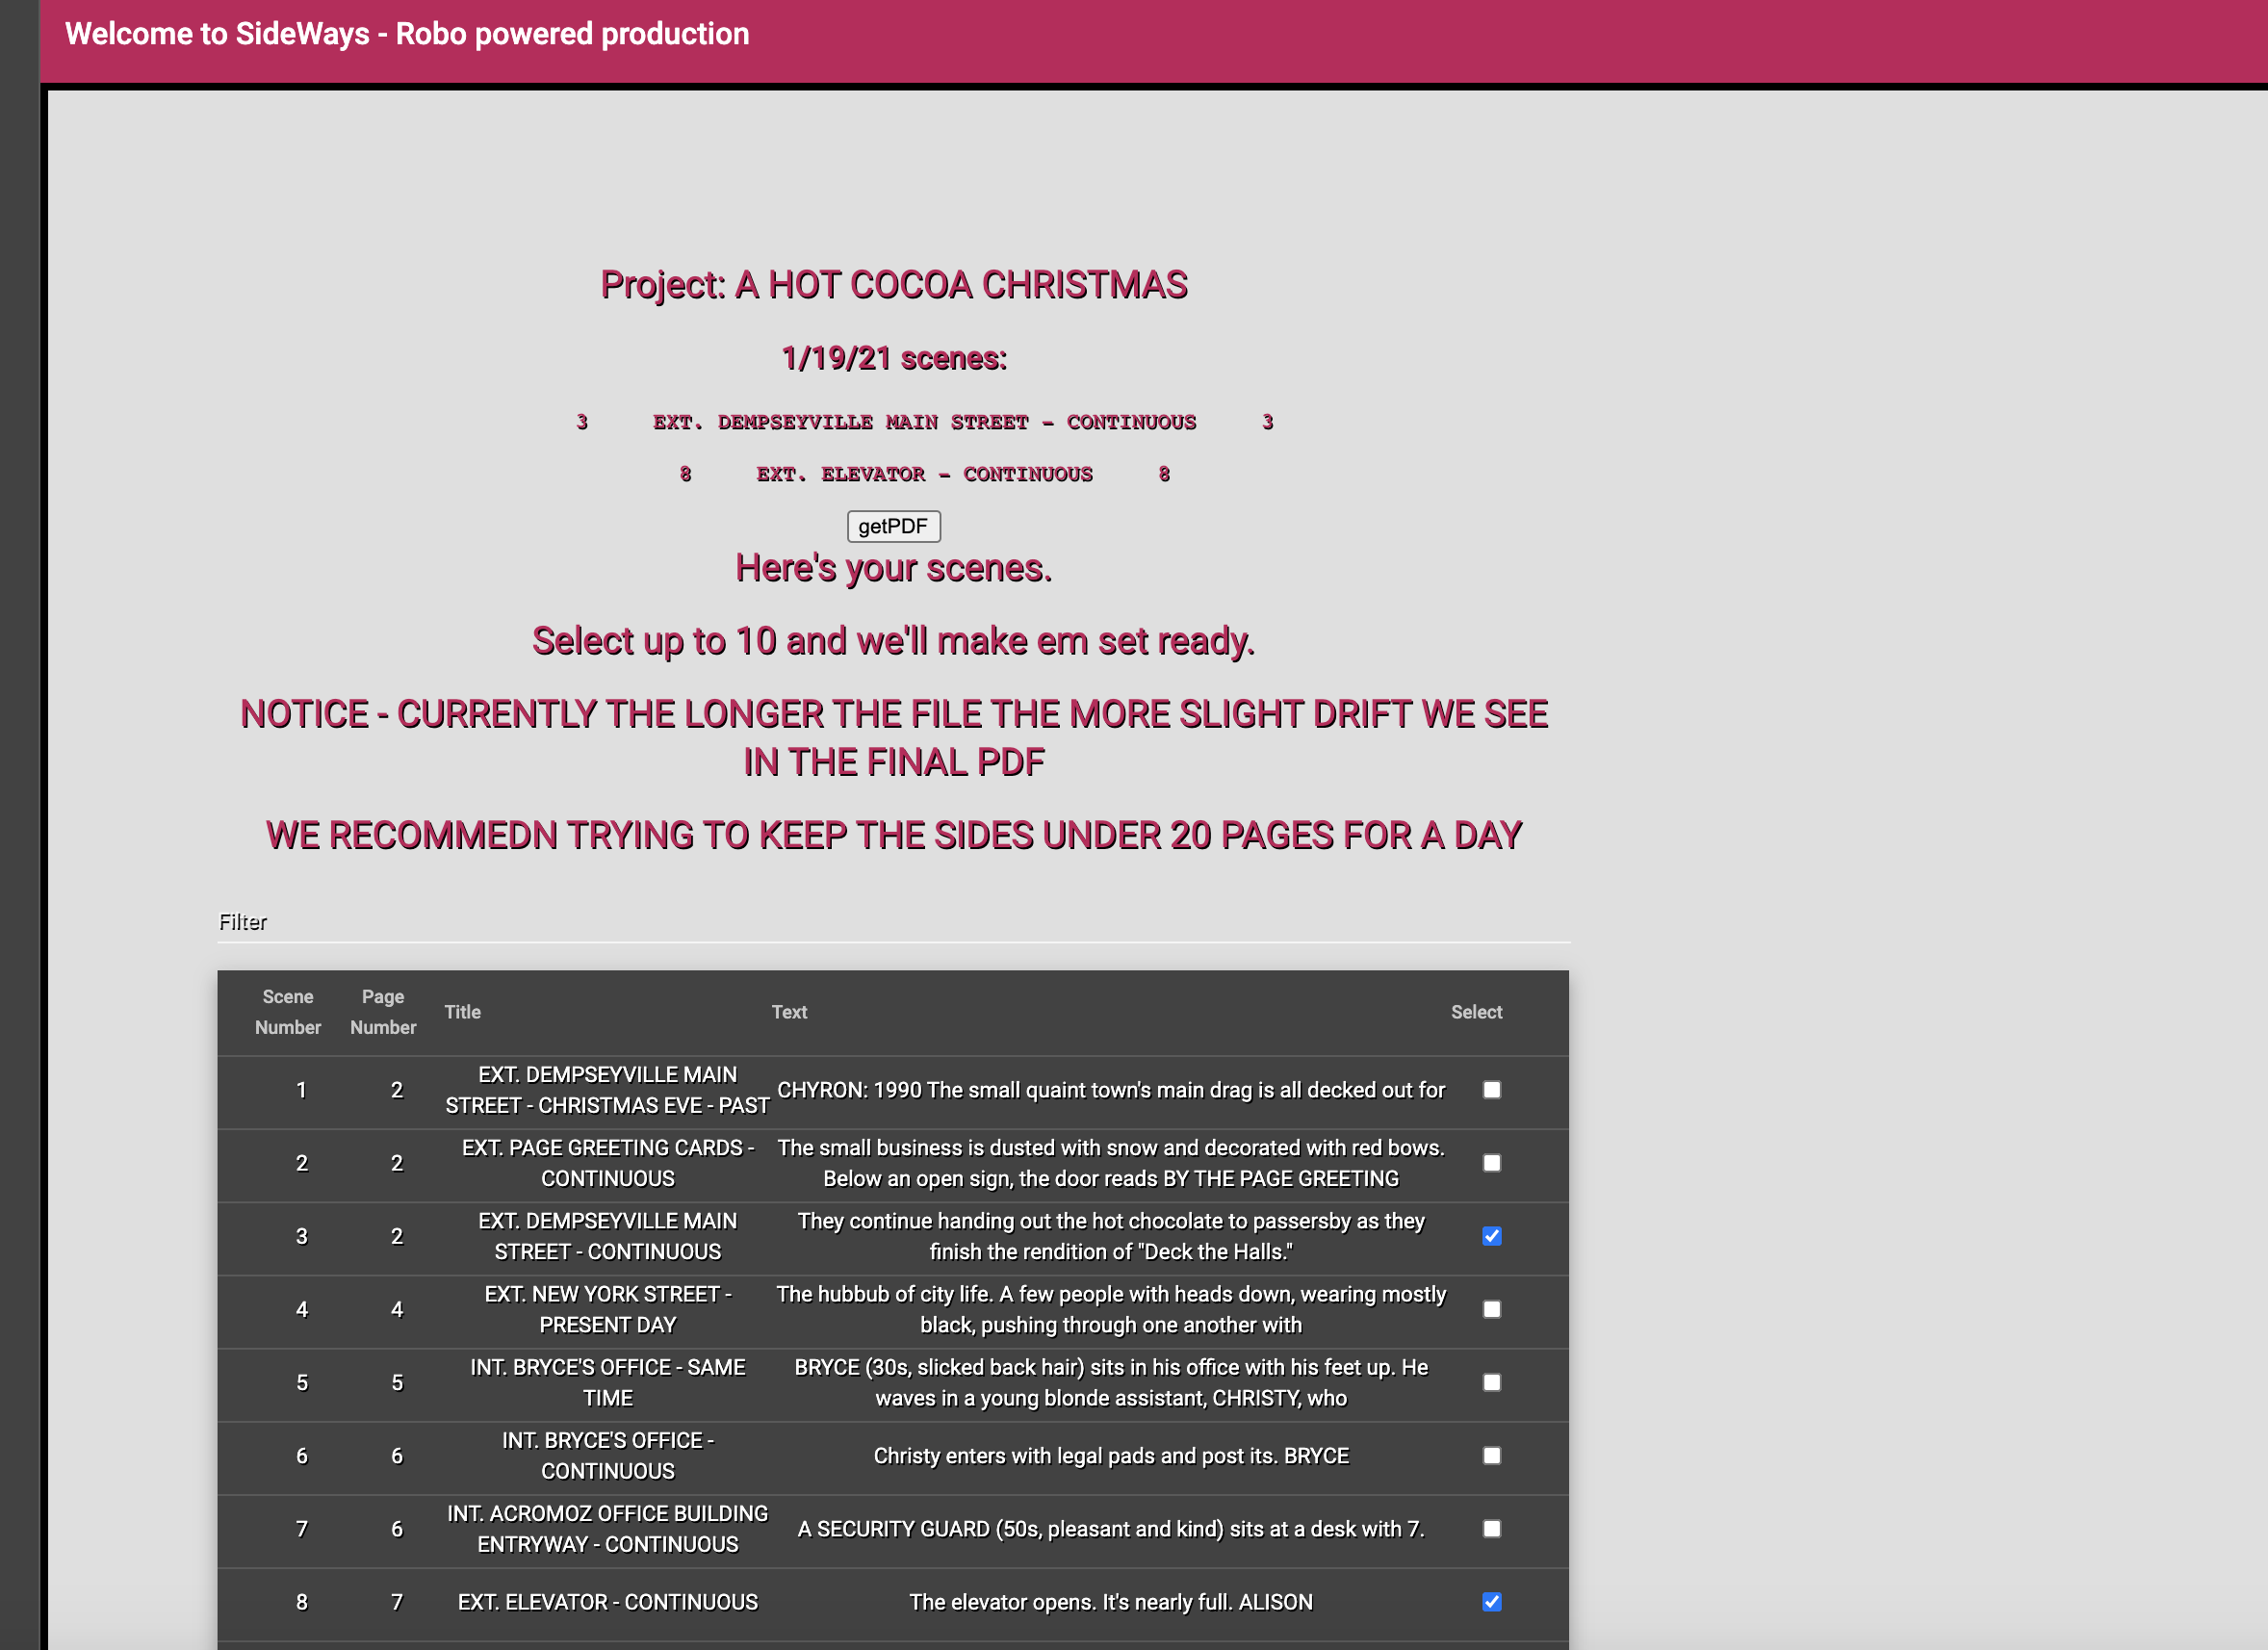 Welcome to SideWays - Robo powered production
Project: A HOT COCOA CHRISTMAS
1/19/21 scenes:
3 EXT. DEMPSEYVILLE MAIN STREET - CONTINUOUS 3
8 EXT. ELEVATOR - CONTINUOUS 8
getPDF
Here's your scenes.
Select up to 10 and we'll make em set ready.
NOTICE - CURRENTLY THE LONGER THE FILE THE MORE SLIGHT DRIFT WE SEE
IN THE FINAL PDF
WE RECOMMEDN TRYING TO KEEP THE SIDES UNDER 20 PAGES FOR A DAY
Filter
Scene
Number
Page
Number
Title
Text
Select
1
2
EXT. DEMPSEYVILLE MAIN
STREET - CHRISTMAS EVE - PAST
CHYRON: 1990 The small quaint town's main drag is all decked out for
2
2
EXT. PAGE GREETING CARDS -
CONTINUOUS
The small business is dusted with snow and decorated with red bows.
Below an open sign, the door reads BY THE PAGE GREETING
3
2
EXT. DEMPSEYVILLE MAIN
STREET - CONTINUOUS
They continue handing out the hot chocolate to passersby as they
finish the rendition of "Deck the Halls."
4
4
EXT. NEW YORK STREET -
PRESENT DAY
The hubbub of city life. A few people with heads down, wearing mostly
black, pushing through one another with
5
5
INT. BRYCE'S OFFICE - SAME
TIME
BRYCE (30s, slicked back hair) sits in his office with his feet up. He
waves in a young blonde assistant, CHRISTY, who
6
6
INT. BRYCE'S OFFICE -
CONTINUOUS
Christy enters with legal pads and post its. BRYCE
7
6
INT. ACROMOZ OFFICE BUILDING
ENTRYWAY - CONTINUOUS
A SECURITY GUARD (50s, pleasant and kind) sits at a desk with 7.
8
7
EXT. ELEVATOR - CONTINUOUS
The elevator opens. It's nearly full. ALISON